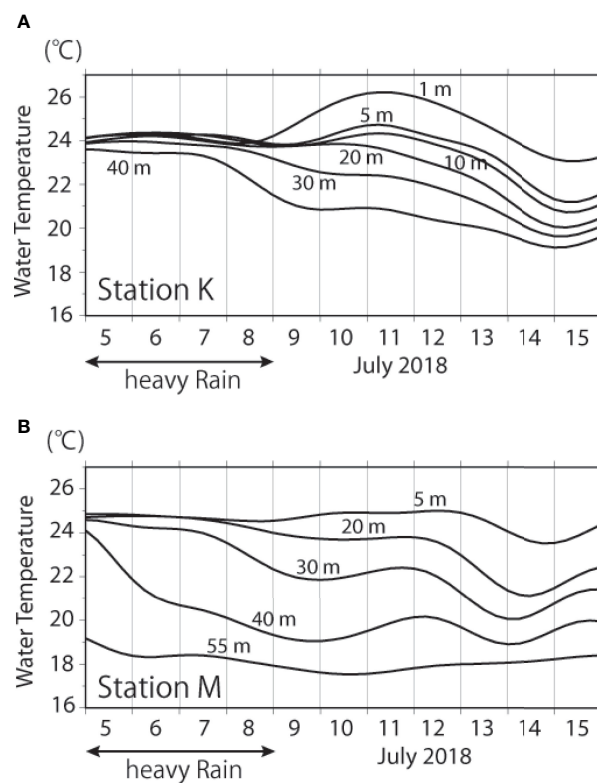 A
(℃)
Water Temperature
26
24
22
20
18
16
1 m
5 m
10 m
20 m
30 m
40 m
Station K
5 6 7 8 9 10 11 12 13 14 15
heavy Rain
July 2018
B
(℃)
Water Temperature
26
24
22
20
18
16
5 m
20 m
30 m
40 m
55 m
Station M
5 6 7 8 9 10 11 12 13 14 15
heavy Rain
July 2018